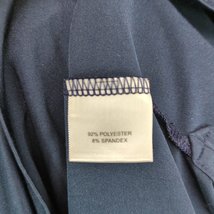 92% POLYESTER
8% SPANDEX